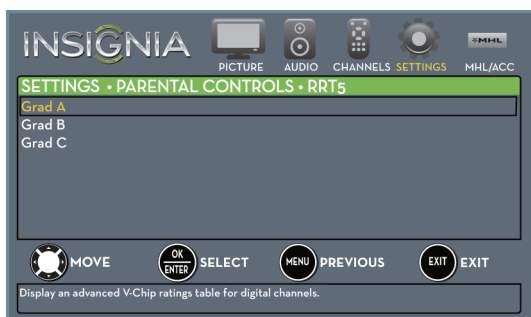 INSIGNIA
PICTURE AUDIO CHANNELS SETTINGS MHL/ACC
MHL
SETTINGS • PARENTAL CONTROLS • RRT5
Grad A
Grad B
Grad C
MOVE OK/ENTER SELECT MENU PREVIOUS EXIT EXIT
Display an advanced V-Chip ratings table for digital channels.